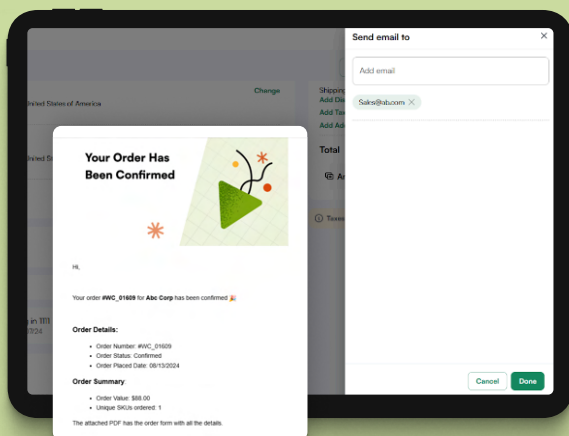 Send email to
Add email
Sales@ab.com
Change
United States of America
Shipping
Add
Add Tax
Add
Total
Your Order Has
Been Confirmed
Hi,
Your order #WC_01609 for Abc Corp has been confirmed 🎉
Order Details:
Order Number: #WC_01609
Order Status: Confirmed
Order Placed Date: 08/13/2024
Order Summary
Order Value: $88.00
Unique SKUs ordered: 1
The attached PDF has the order form with all the details.
Cancel
Done